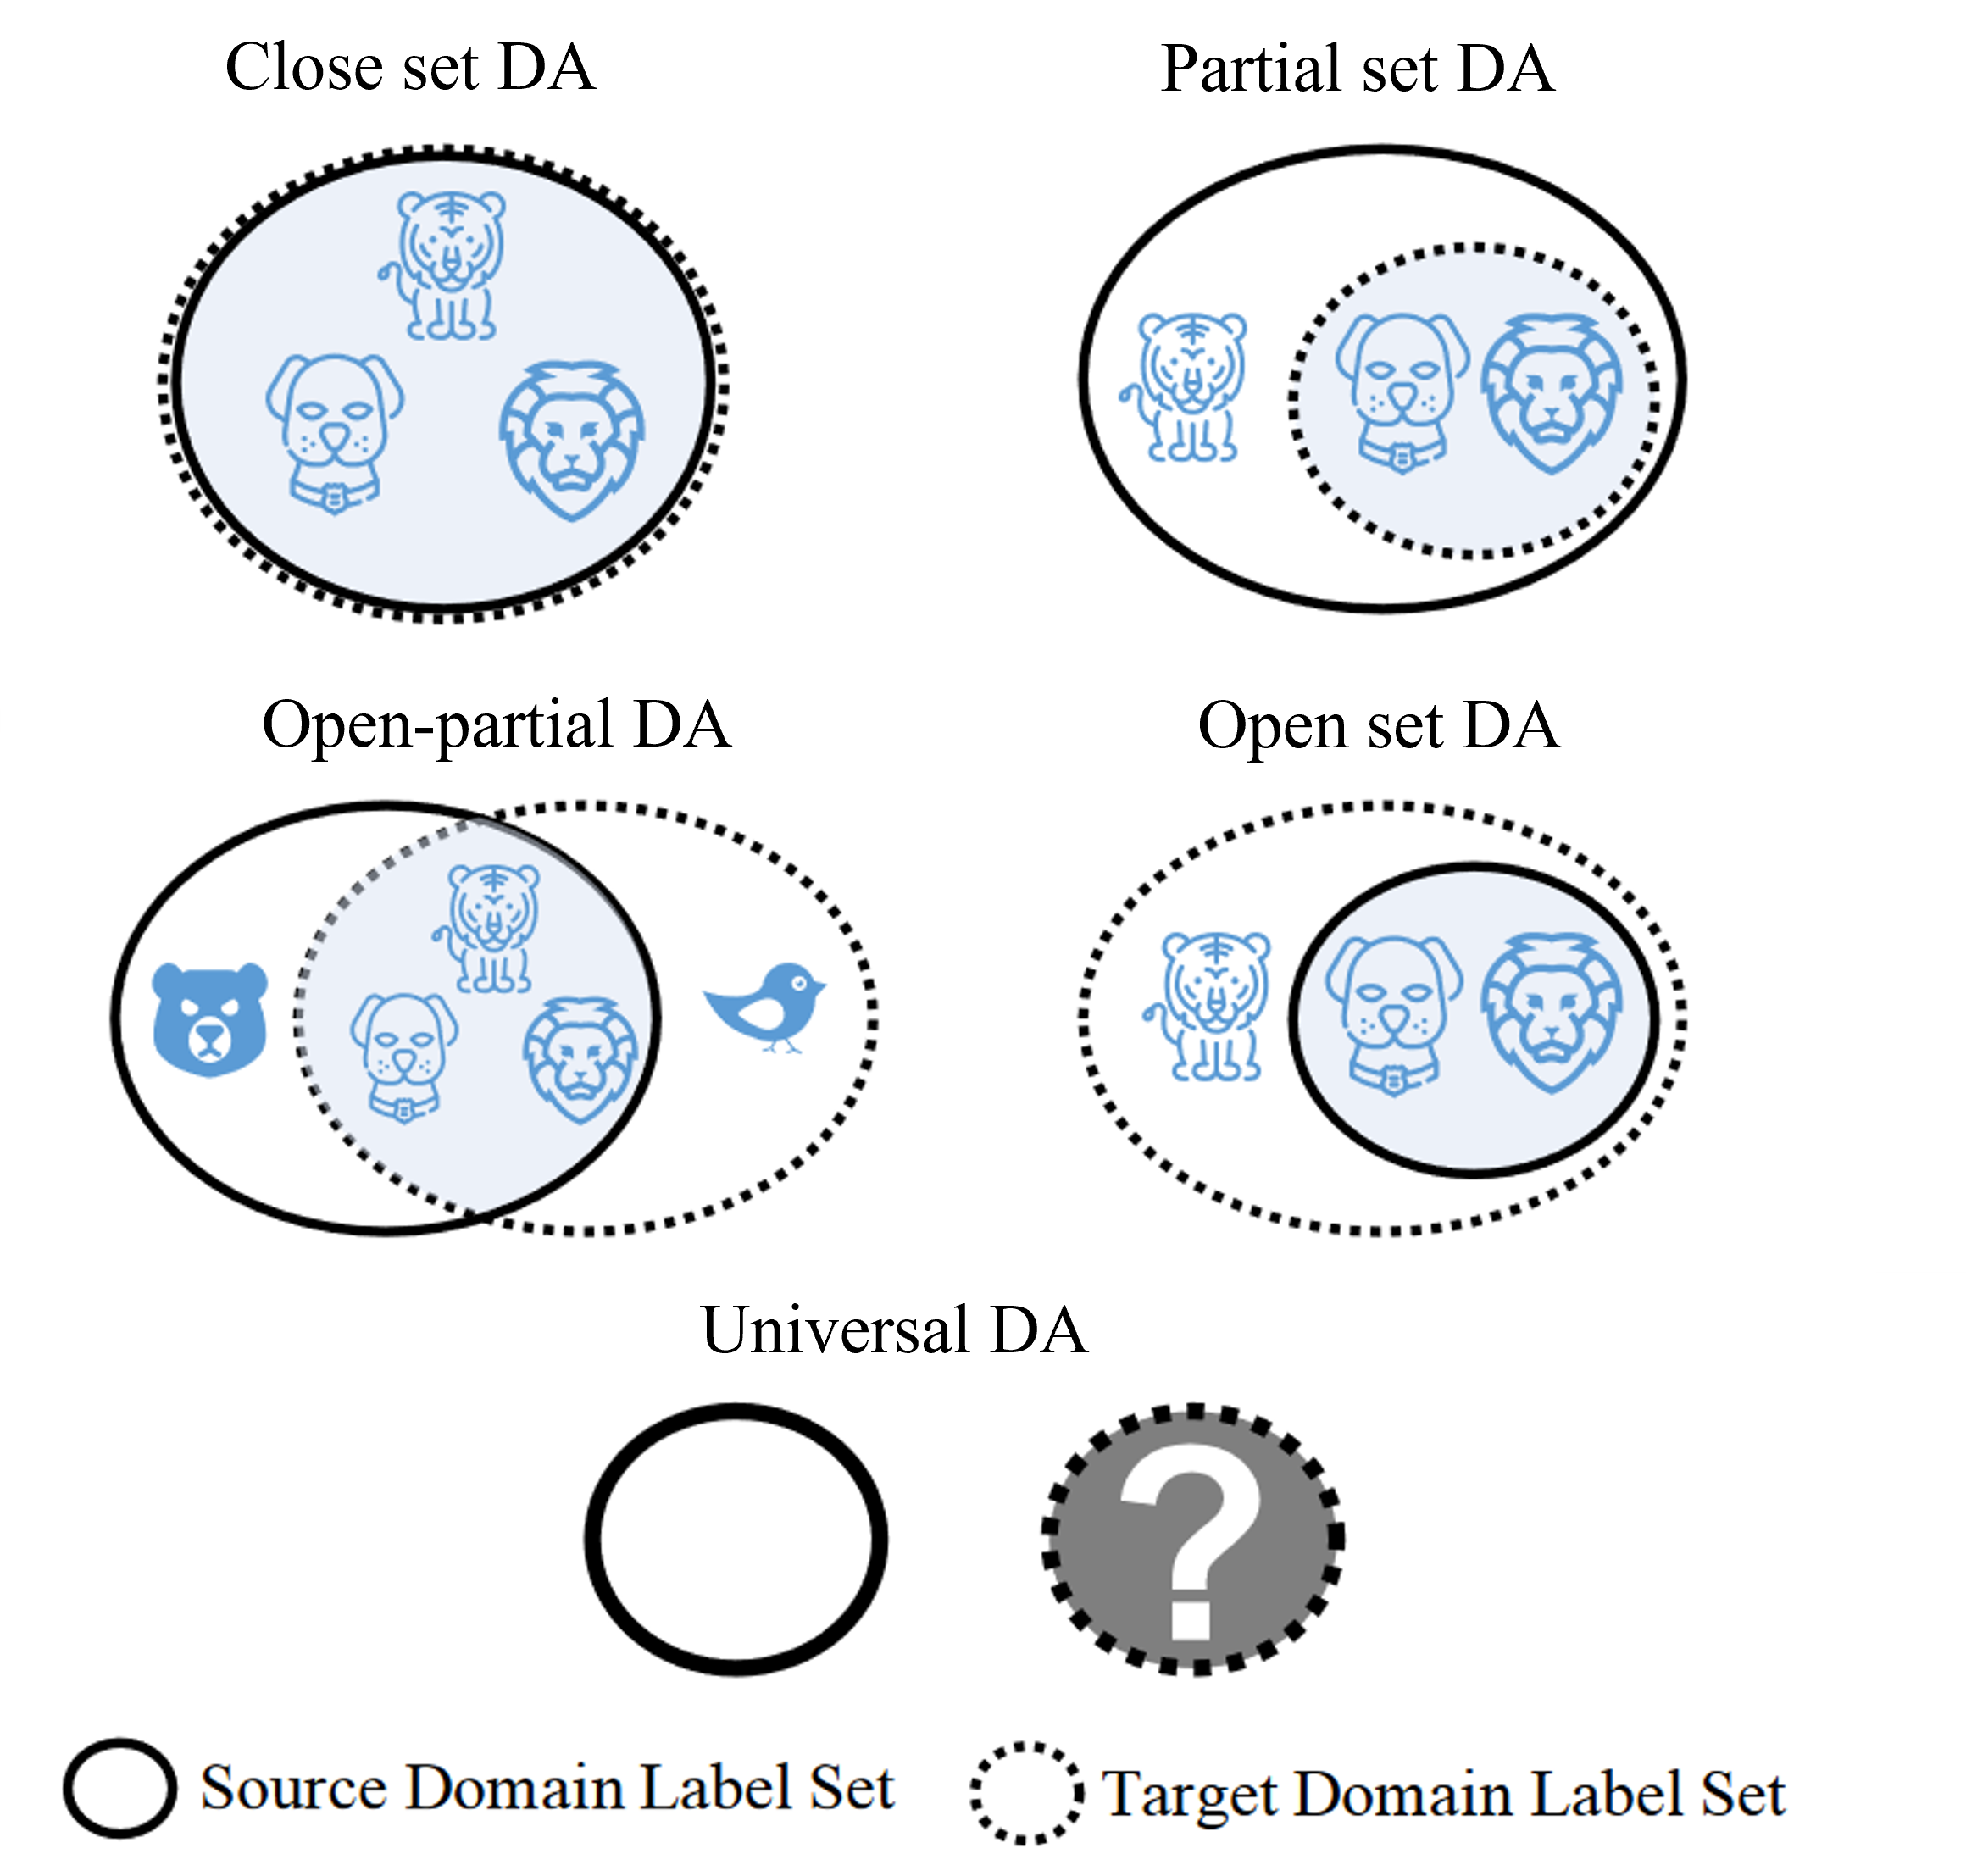 Close set DA
Partial set DA
Open-partial DA
Open set DA
Universal DA
?
Source Domain Label Set
Target Domain Label Set